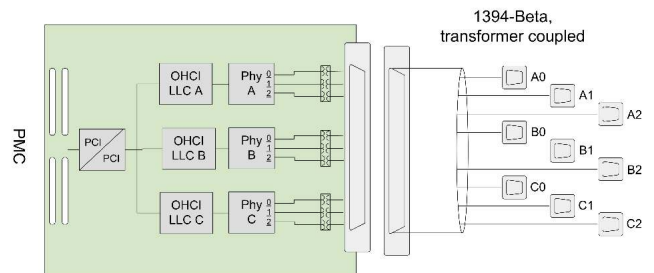 1394-Beta,
transformer coupled
PMC
PCI
PCI
OHCI
LLC A
Phy
A
0
1
2
OHCI
LLC B
Phy
B
0
1
2
OHCI
LLC C
Phy
C
0
1
2
A0
A1
A2
B0
B1
B2
C0
C1
C2